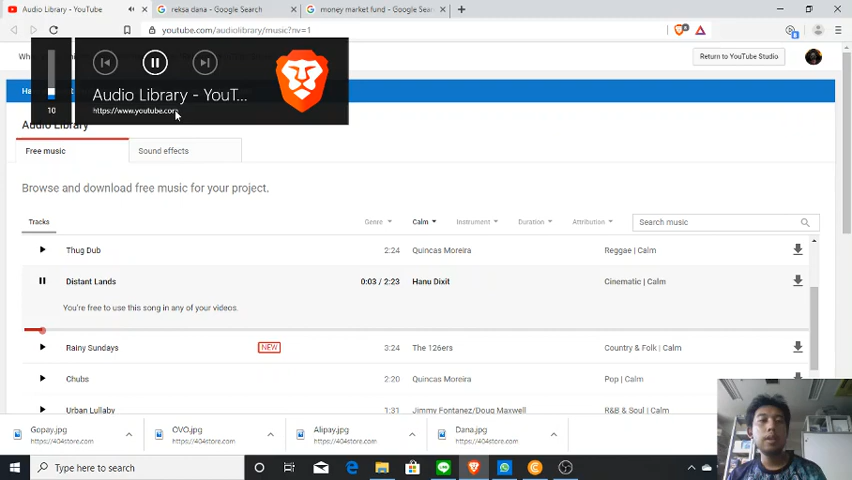 Audio Library - YouTube
reksa dana - Google Search
money market fund - Google Sear
youtube.com/audiolibrary/music?nv=1
Return to YouTube Studio
Audio Library - YouT...
https://www.youtube.com
10
Audio Library
Free music
Sound effects
Browse and download free music for your project.
Tracks
Genre
Calm
Instrument
Duration
Attribution
Search music
Thug Dub
2:24
Quincas Moreira
Reggae | Calm
Distant Lands
0:03 / 2:23
Hanu Dixit
Cinematic | Calm
You're free to use this song in any of your videos.
Rainy Sundays
NEW
3:24
The 126ers
Country & Folk | Calm
Chubs
2:20
Quincas Moreira
Pop | Calm
Urban Lullaby
1:31
Jimmy Fontanez/Doug Maxwell
R&B & Soul | Calm
Gopay.jpg
https://404store.com
OVO.jpg
https://404store.com
Alipay.jpg
https://404store.com
Dana.jpg
https://404store.com
Type here to search